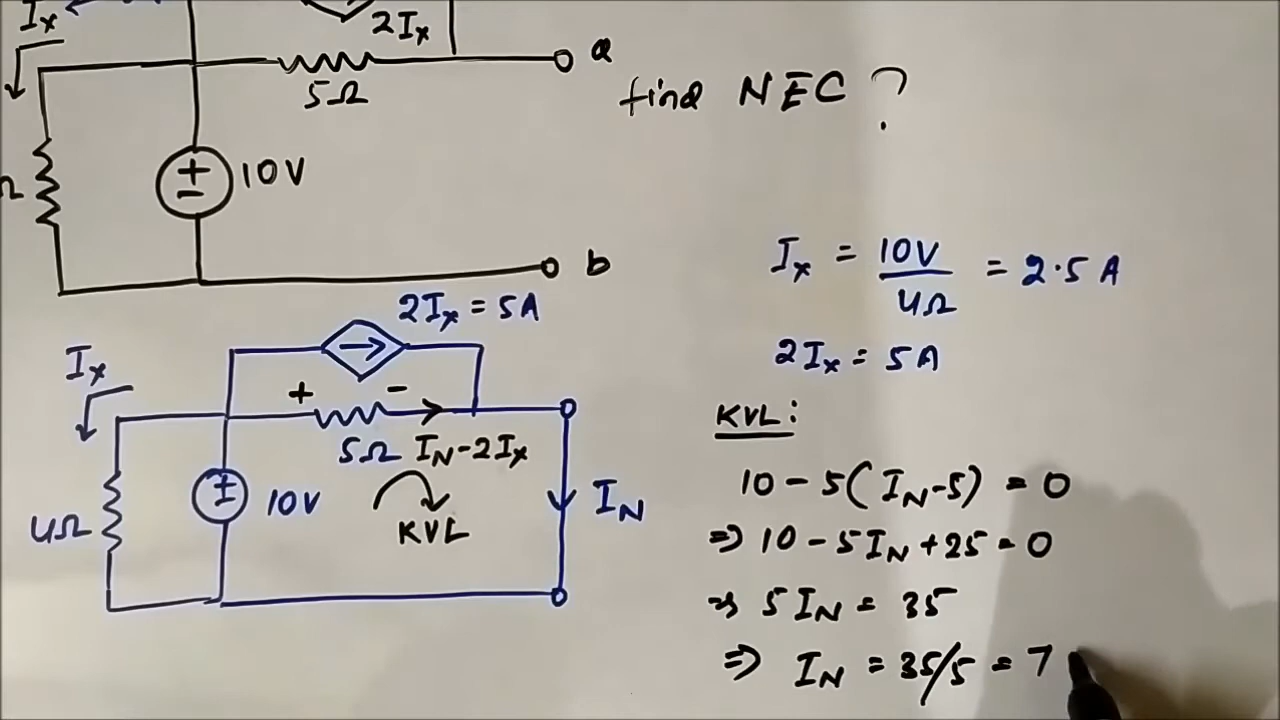 Ix
2Ix
5Ω
a
find NEC ?
Ω
+
−
10V
b
Ix = 10V / 4Ω = 2.5 A
2Ix = 5A
2Ix = 5A
Ix
+ −
5Ω IN-2Ix
4Ω
10V
KVL
IN
KVL:
10 - 5(IN-5) = 0
⇒ 10 - 5IN + 25 = 0
⇒ 5IN = 35
⇒ IN = 35/5 = 7